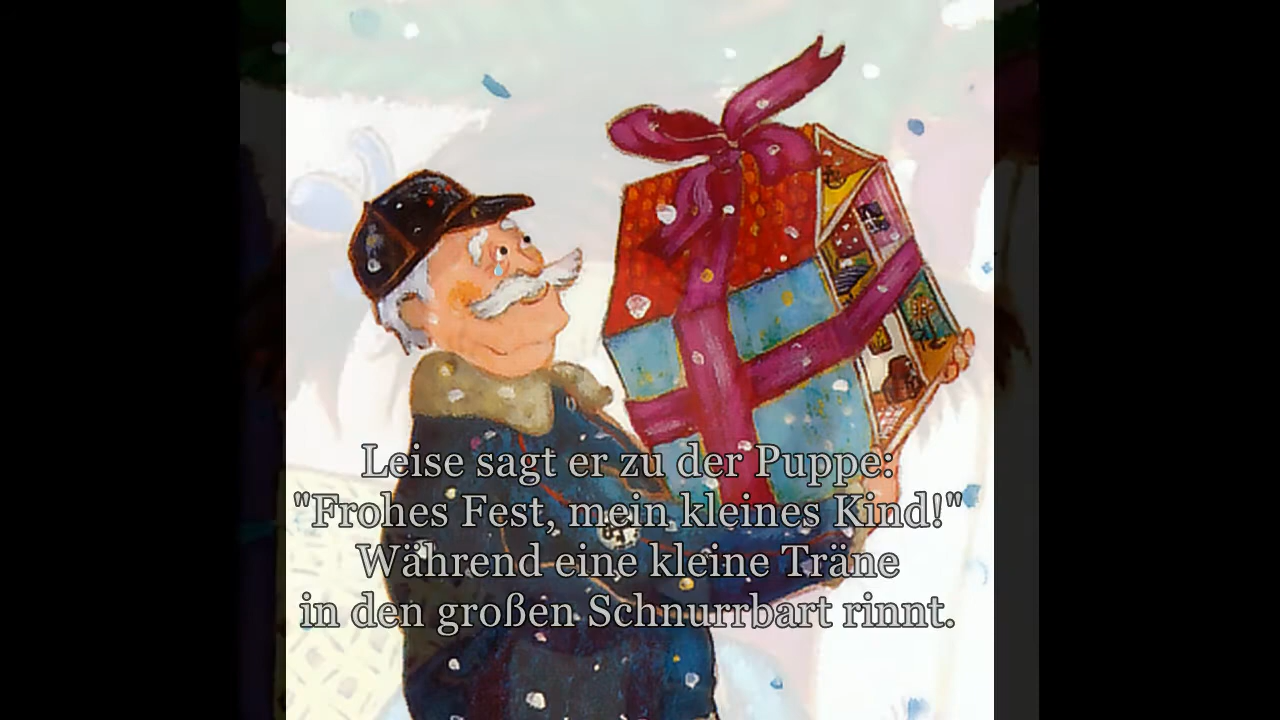 Leise sagt er zu der Puppe:
"Frohes Fest, mein kleines Kind!"
Während eine kleine Träne
in den großen Schnurrbart rinnt.